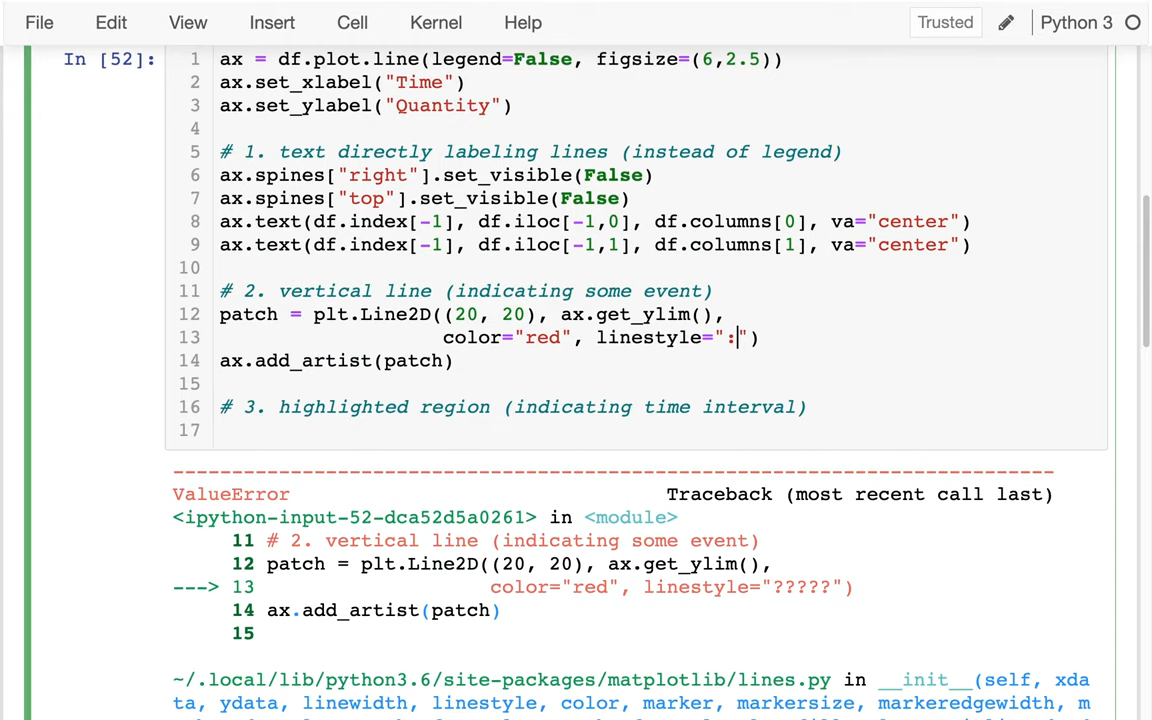 File Edit View Insert Cell Kernel Help Trusted Python 3
In [52]:
1 ax = df.plot.line(legend=False, figsize=(6,2.5))
2 ax.set_xlabel("Time")
3 ax.set_ylabel("Quantity")
4
5 # 1. text directly labeling lines (instead of legend)
6 ax.spines["right"].set_visible(False)
7 ax.spines["top"].set_visible(False)
8 ax.text(df.index[-1], df.iloc[-1,0], df.columns[0], va="center")
9 ax.text(df.index[-1], df.iloc[-1,1], df.columns[1], va="center")
10
11 # 2. vertical line (indicating some event)
12 patch = plt.Line2D((20, 20), ax.get_ylim(),
13 color="red", linestyle=":")
14 ax.add_artist(patch)
15
16 # 3. highlighted region (indicating time interval)
17
---------------------------------------------------------------------------
ValueError Traceback (most recent call last)
<ipython-input-52-dca52d5a0261> in <module>
11 # 2. vertical line (indicating some event)
12 patch = plt.Line2D((20, 20), ax.get_ylim(),
---> 13 color="red", linestyle="?????")
14 ax.add_artist(patch)
15
~/.local/lib/python3.6/site-packages/matplotlib/lines.py in __init__(self, xda
ta, ydata, linewidth, linestyle, color, marker, markersize, markeredgewidth, m